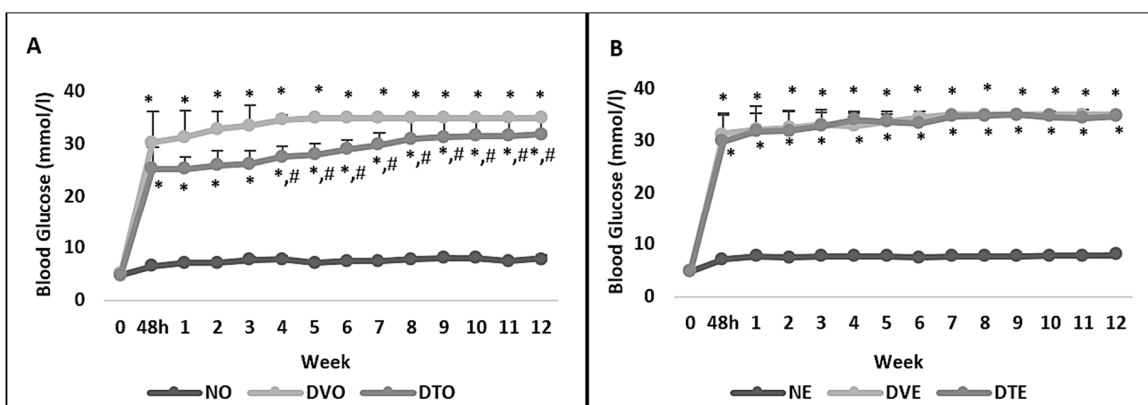 A
Blood Glucose (mmol/l)
40
30
20
10
0
* * * * * * * * * * * * *
* * * * *,# *,# *,# *,# *,# *,# *,# *,# *,#
0 48h 1 2 3 4 5 6 7 8 9 10 11 12
Week
NO DVO DTO
B
Blood Glucose (mmol/l)
40
30
20
10
0
* * * * * * * * * * * * *
* * * * * * * * * * * * *
0 48h 1 2 3 4 5 6 7 8 9 10 11 12
Week
NE DVE DTE